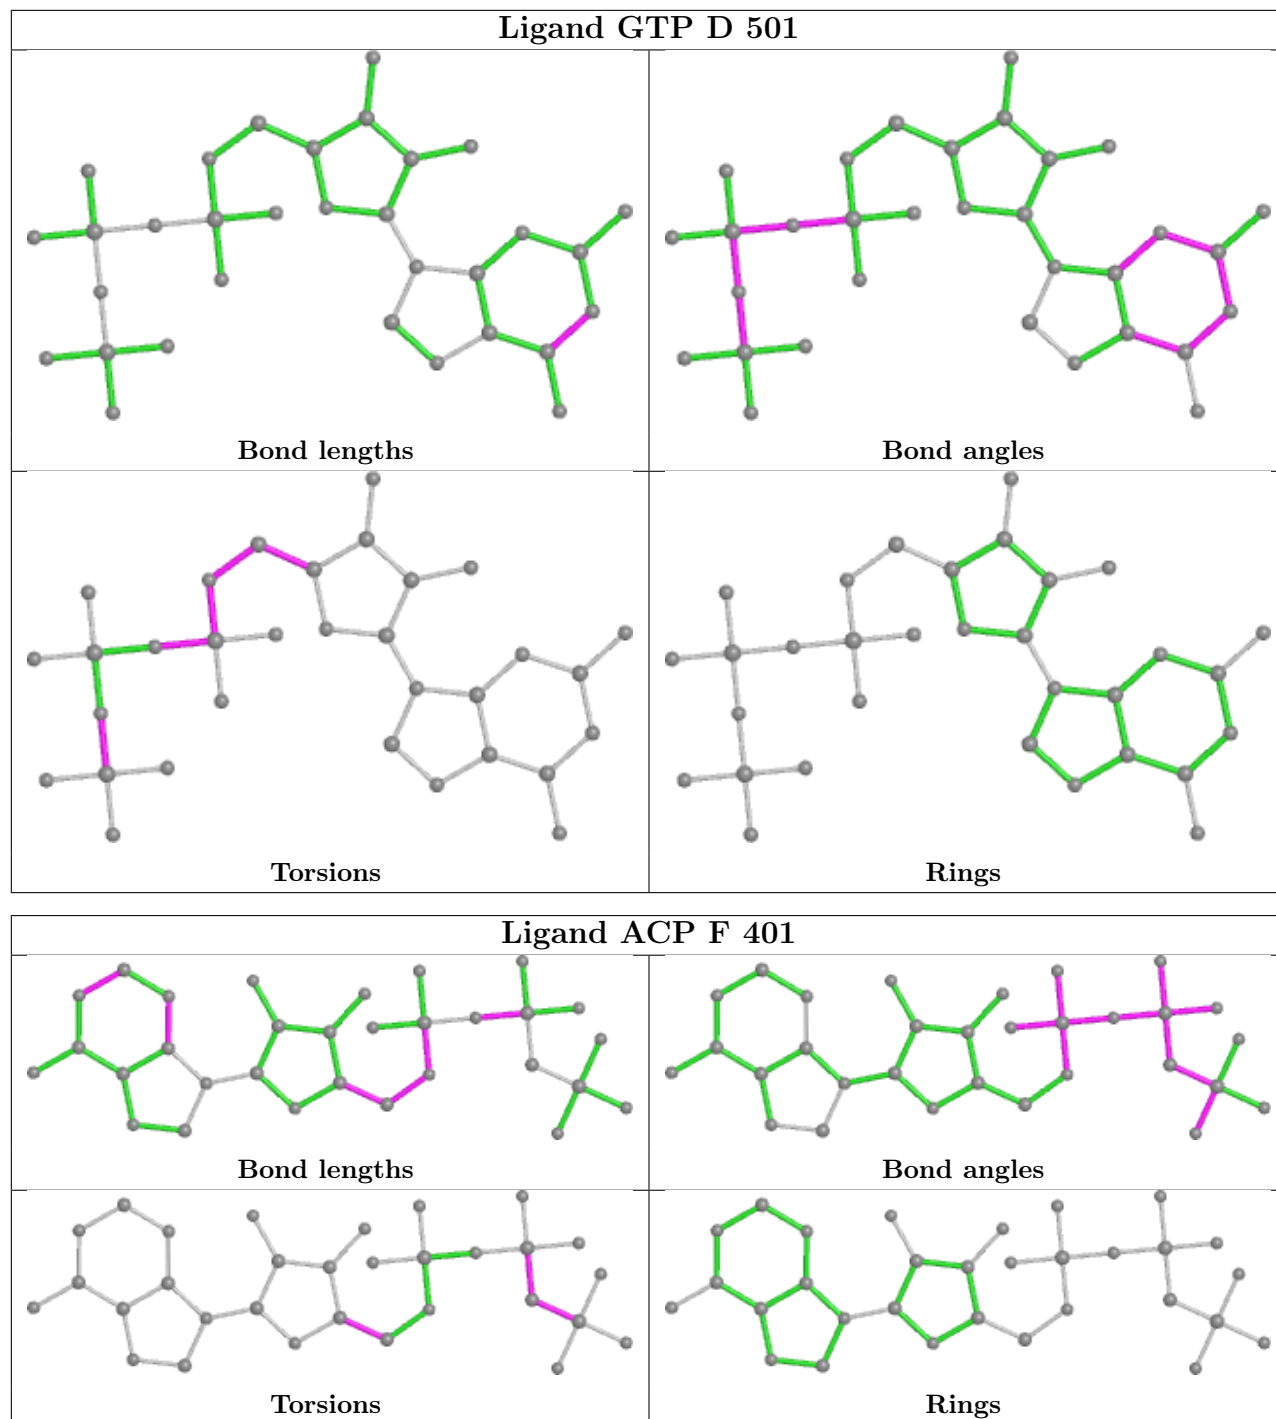 Ligand GTP D 501
Bond lengths
Bond angles
Torsions
Rings
Ligand ACP F 401
Bond lengths
Bond angles
Torsions
Rings